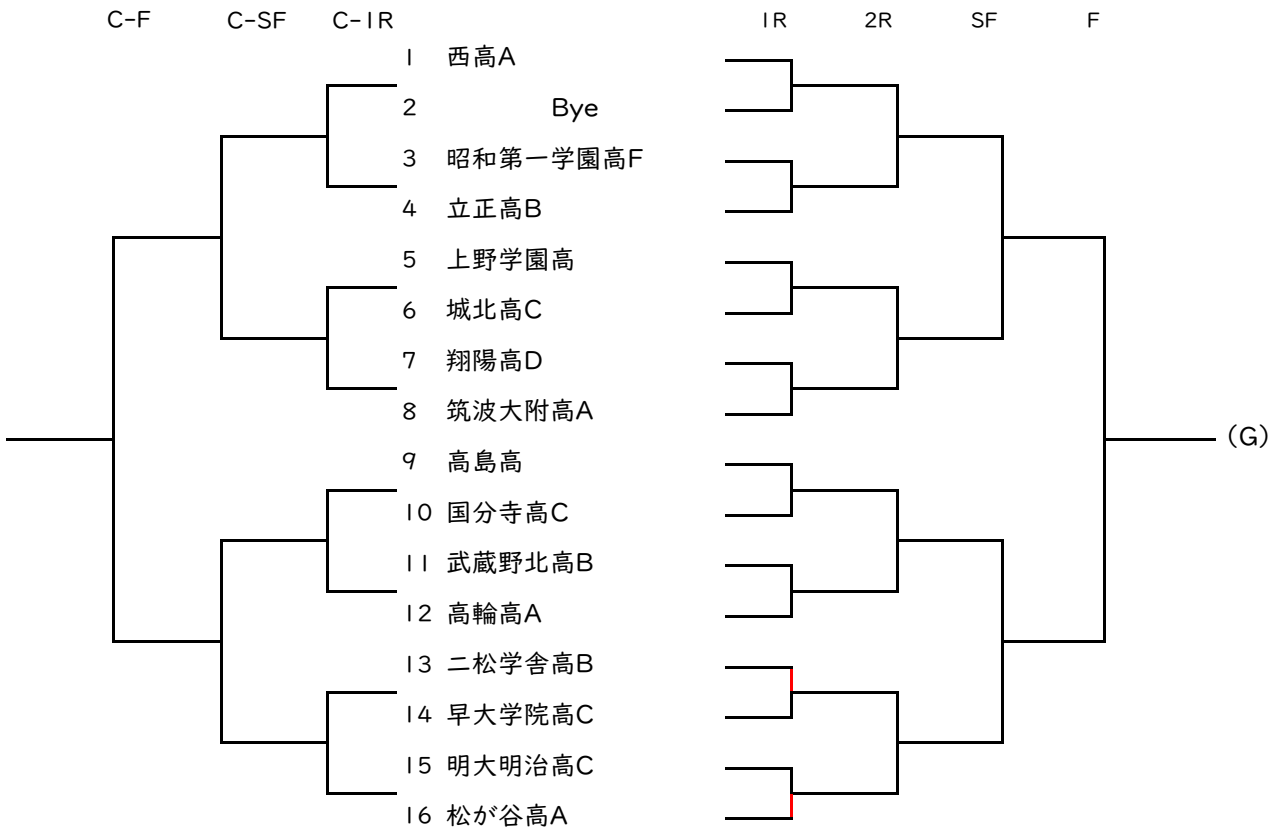 C-F C-SF C-1R 1R 2R SF F
1 西高A
2 Bye
3 昭和第一学園高F
4 立正高B
5 上野学園高
6 城北高C
7 翔陽高D
8 筑波大附高A
(G)
9 高島高
10 国分寺高C
11 武蔵野北高B
12 高輪高A
13 二松学舎高B
14 早大学院高C
15 明大明治高C
16 松が谷高A